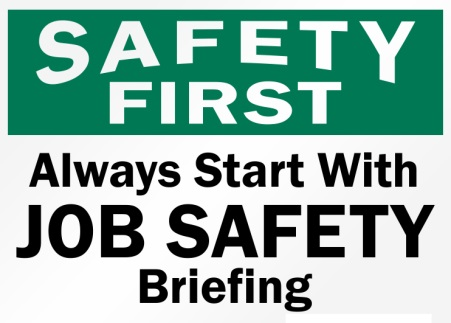 SAFETY
FIRST
Always Start With
JOB SAFETY
Briefing